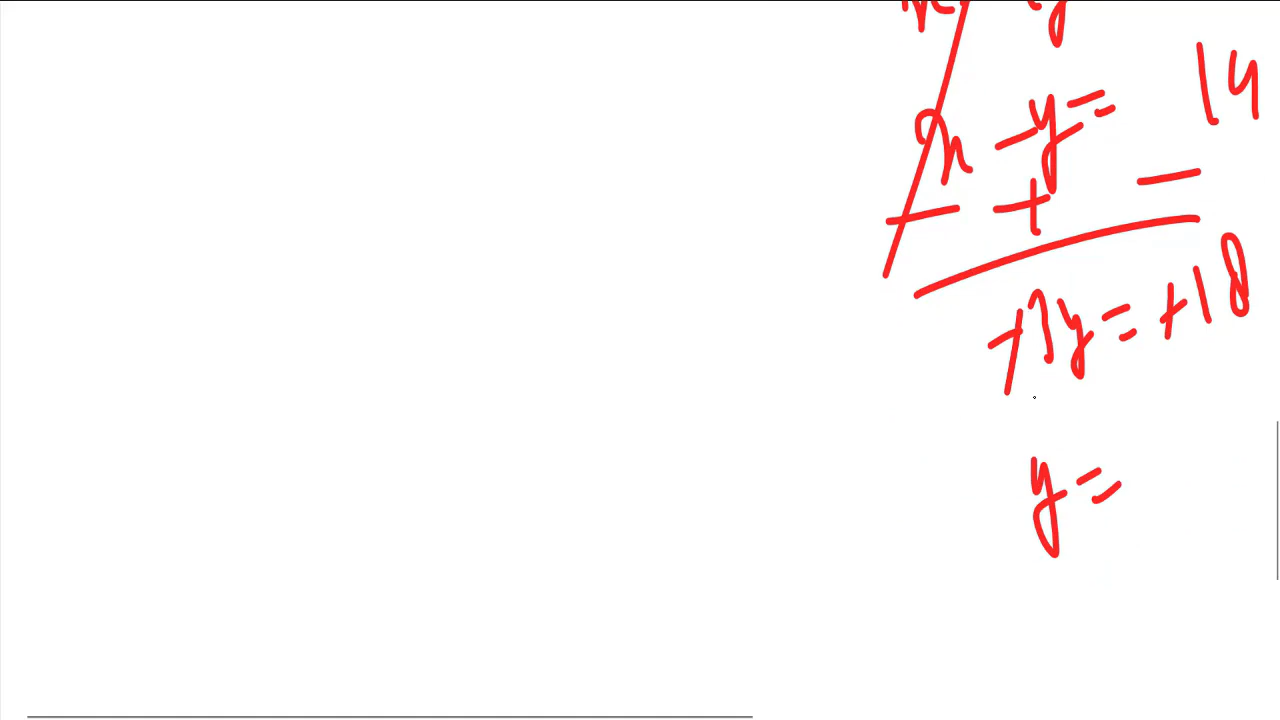 x - y = 14
- + -
+3y = +18
y =